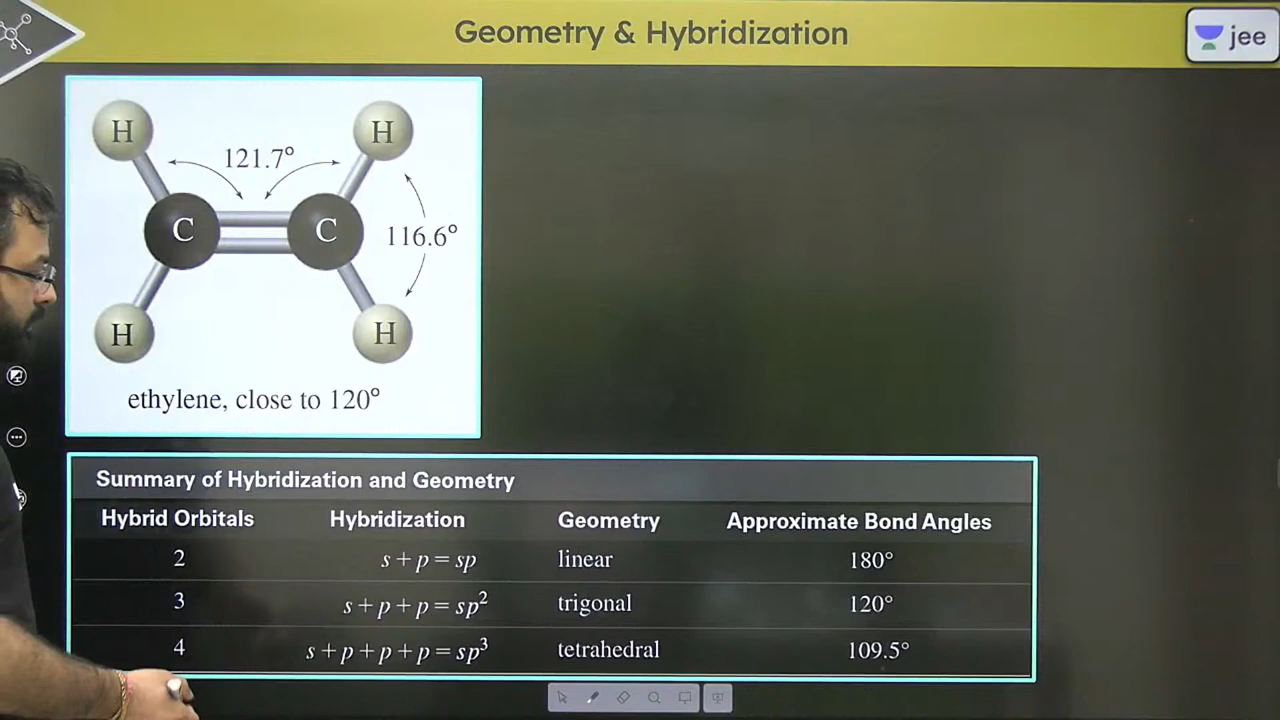 Geometry & Hybridization
jee
H
H
121.7°
C
C
116.6°
H
H
ethylene, close to 120°
Summary of Hybridization and Geometry
Hybrid Orbitals Hybridization Geometry Approximate Bond Angles
2 s + p = sp linear 180°
3 s + p + p = sp² trigonal 120°
4 s + p + p + p = sp³ tetrahedral 109.5°